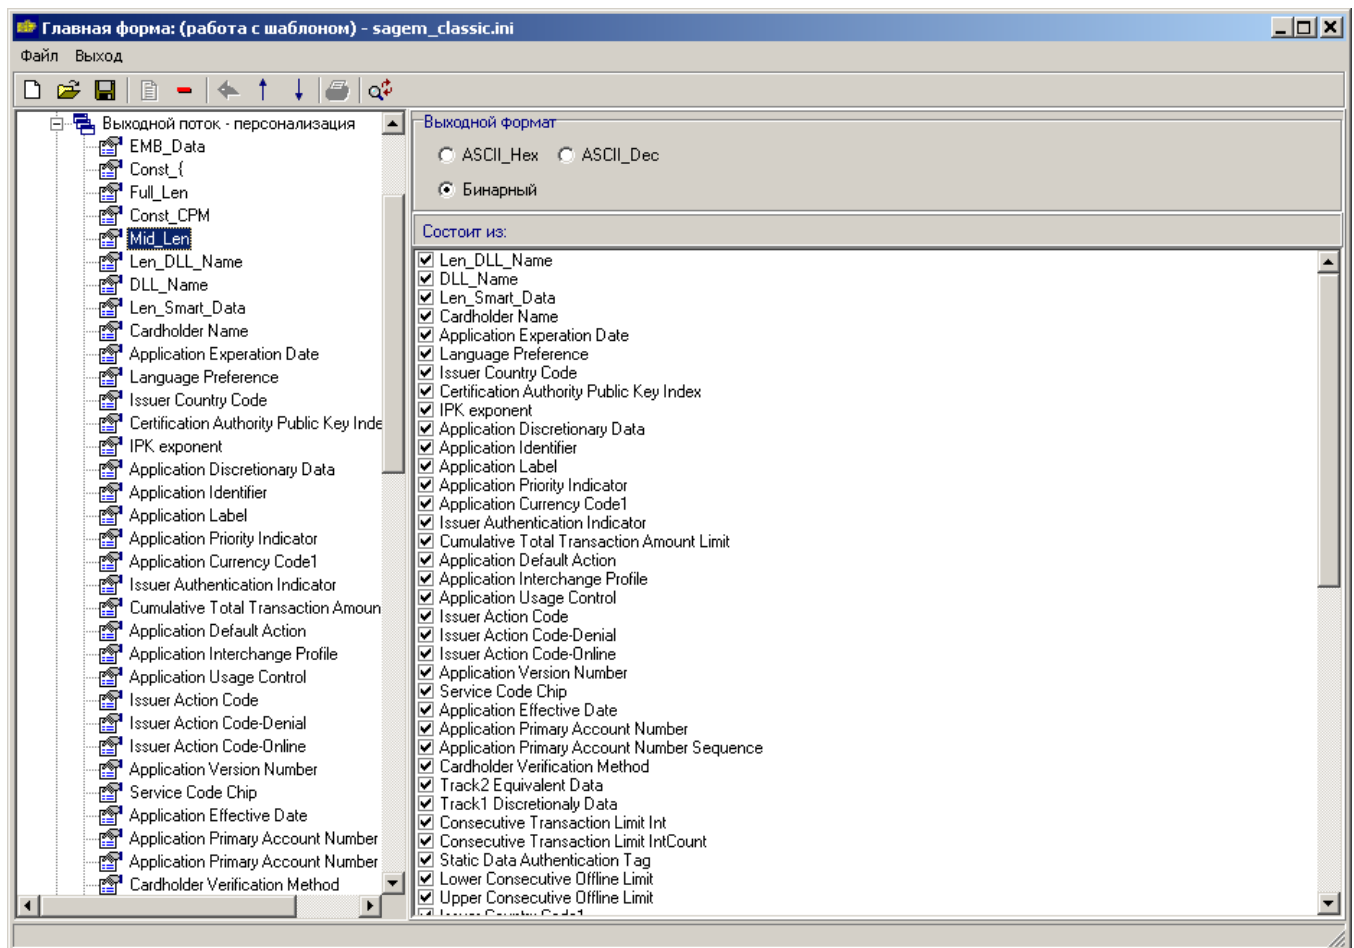 Главная форма: (работа с шаблоном) - sagem_classic.ini
Файл Выход
Выходной поток - персонализация
EMB_Data
Const_{
Full_Len
Const_CPM
Mid_Len
Len_DLL_Name
DLL_Name
Len_Smart_Data
Cardholder Name
Application Experation Date
Language Preference
Issuer Country Code
Certification Authority Public Key Inde
IPK exponent
Application Discretionary Data
Application Identifier
Application Label
Application Priority Indicator
Application Currency Code1
Issuer Authentication Indicator
Cumulative Total Transaction Amoun
Application Default Action
Application Interchange Profile
Application Usage Control
Issuer Action Code
Issuer Action Code-Denial
Issuer Action Code-Online
Application Version Number
Service Code Chip
Application Effective Date
Application Primary Account Number
Application Primary Account Number
Cardholder Verification Method
Выходной формат
ASCII_Hex ASCII_Dec
Бинарный
Состоит из:
Len_DLL_Name
DLL_Name
Len_Smart_Data
Cardholder Name
Application Experation Date
Language Preference
Issuer Country Code
Certification Authority Public Key Index
IPK exponent
Application Discretionary Data
Application Identifier
Application Label
Application Priority Indicator
Application Currency Code1
Issuer Authentication Indicator
Cumulative Total Transaction Amount Limit
Application Default Action
Application Interchange Profile
Application Usage Control
Issuer Action Code
Issuer Action Code-Denial
Issuer Action Code-Online
Application Version Number
Service Code Chip
Application Effective Date
Application Primary Account Number
Application Primary Account Number Sequence
Cardholder Verification Method
Track2 Equivalent Data
Track1 Discretionaly Data
Consecutive Transaction Limit Int
Consecutive Transaction Limit IntCount
Static Data Authentication Tag
Lower Consecutive Offline Limit
Upper Consecutive Offline Limit